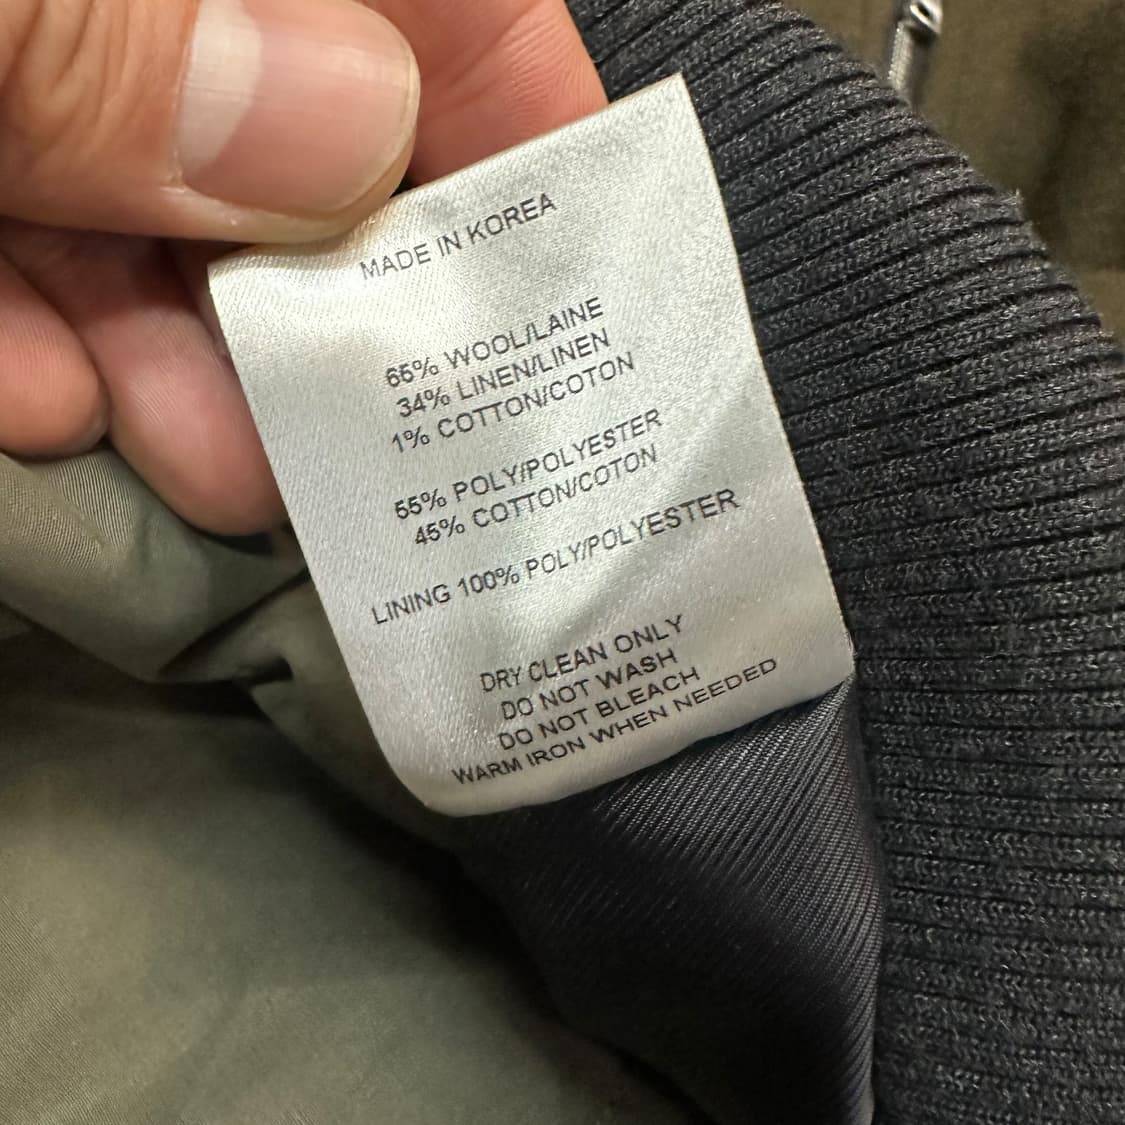 MADE IN KOREA
65% WOOL/LAINE
34% LINEN/LINEN
1% COTTON/COTON
55% POLY/POLYESTER
45% COTTON/COTON
LINING 100% POLY/POLYESTER
DRY CLEAN ONLY
DO NOT WASH
DO NOT BLEACH
WARM IRON WHEN NEEDED